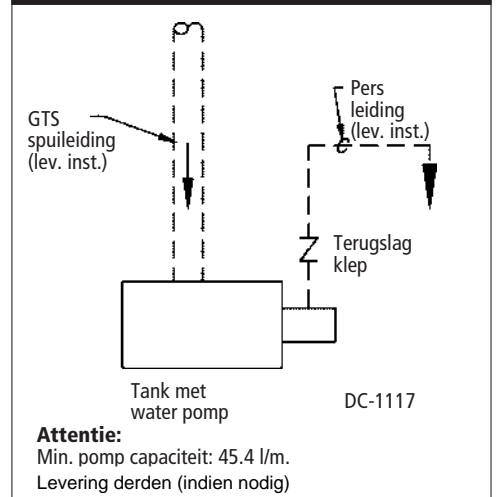 GTS
spuileiding
(lev. inst.)
Pers
leiding
(lev. inst.)
Terugslag
klep
Tank met
water pomp
DC-1117
Attentie:
Min. pomp capaciteit: 45.4 l/m.
Levering derden (indien nodig)